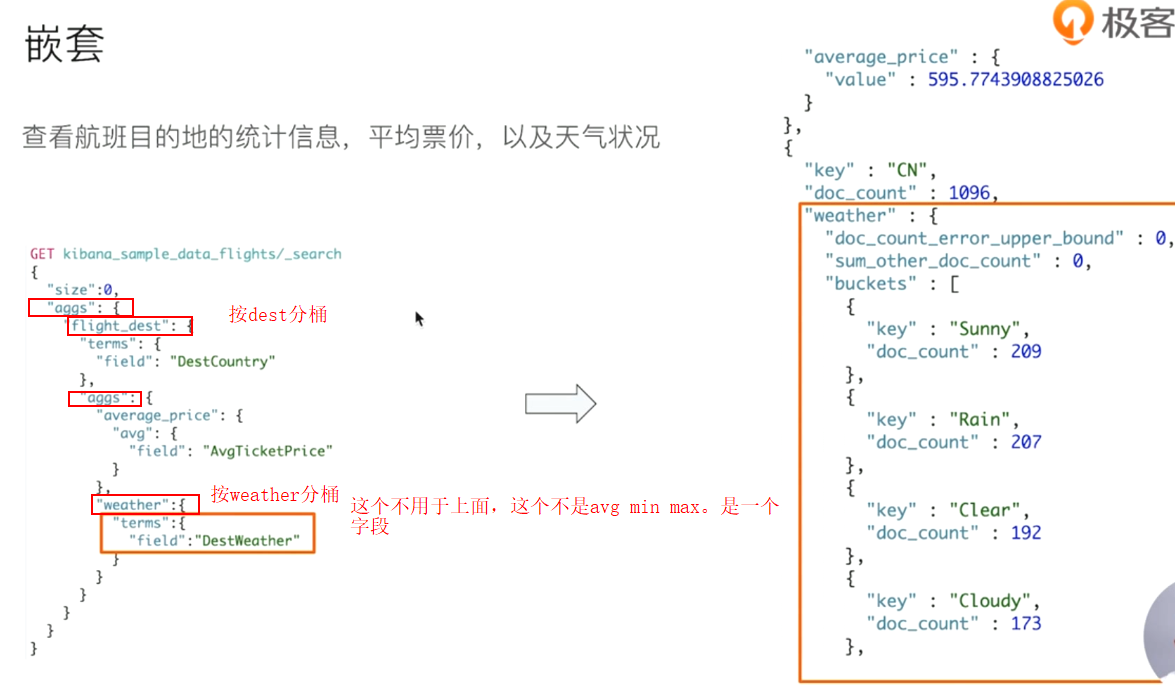 嵌套
极客
查看航班目的地的统计信息，平均票价，以及天气状况
GET kibana_sample_data_flights/_search
{
"size":0,
"aggs": {
"flight_dest": {
按dest分桶
"terms": {
"field": "DestCountry"
},
"aggs": {
"average_price": {
"avg": {
"field": "AvgTicketPrice"
}
},
"weather":{
按weather分桶
这个不用于上面，这个不是avg min max。是一个
字段
"terms":{
"field":"DestWeather"
}
}
}
}
}
}
"average_price" : {
"value" : 595.7743908825026
}
},
{
"key" : "CN",
"doc_count" : 1096,
"weather" : {
"doc_count_error_upper_bound" : 0,
"sum_other_doc_count" : 0,
"buckets" : [
{
"key" : "Sunny",
"doc_count" : 209
},
{
"key" : "Rain",
"doc_count" : 207
},
{
"key" : "Clear",
"doc_count" : 192
},
{
"key" : "Cloudy",
"doc_count" : 173
},